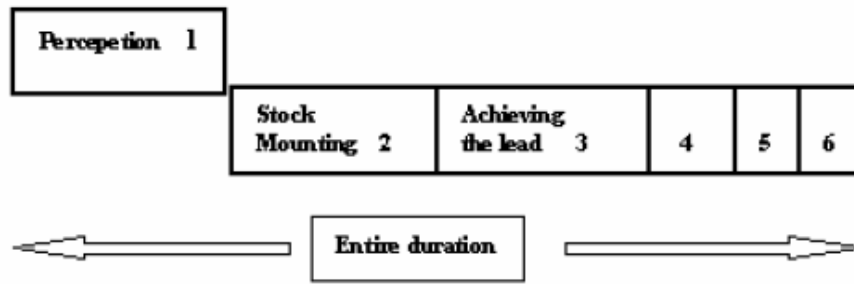 Percepetion 1
Stock
Mounting 2
Achieving
the lead 3
4
5
6
Entire duration